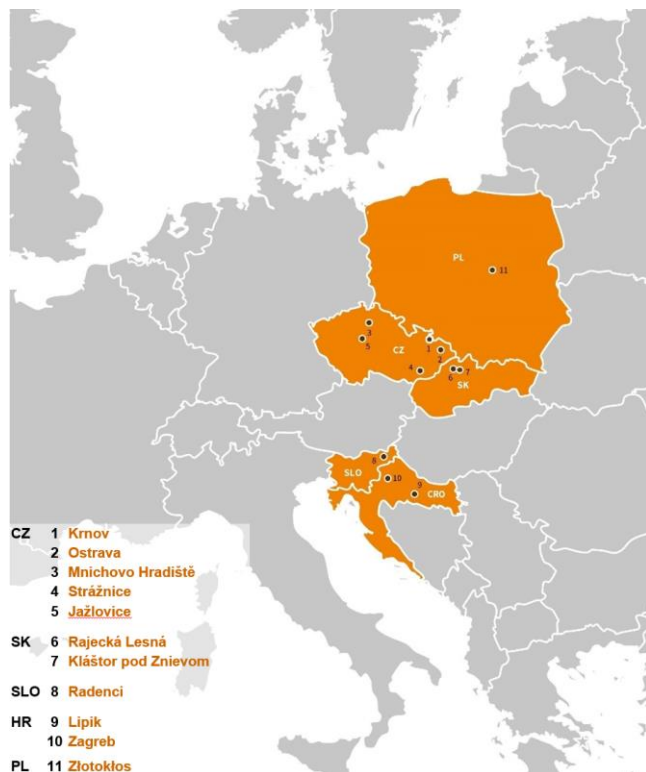 PL
11
3
5
CZ
1
2
4
6
7
SK
8
SLO
10
9
CRO
CZ 1 Krnov
2 Ostrava
3 Mnichovo Hradiště
4 Strážnice
5 Jažlovice
SK 6 Rajecká Lesná
7 Kláštor pod Znievom
SLO 8 Radenci
HR 9 Lipik
10 Zagreb
PL 11 Złotokłos